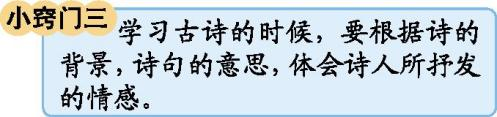 小窍门三
学习古诗的时候，要根据诗的
背景，诗句的意思，体会诗人所抒发
的情感。